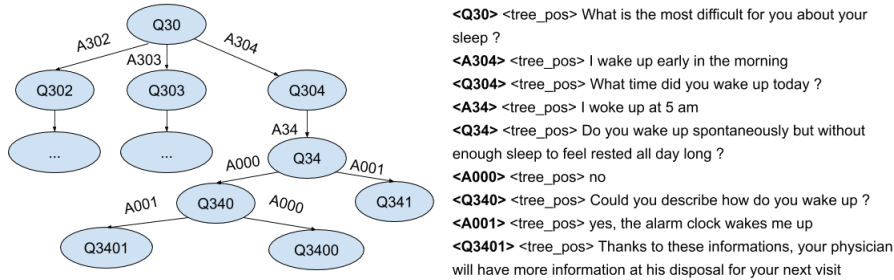 Q30
A302
A303
A304
Q302
Q303
Q304
A34
...
...
Q34
A000
A001
Q340
Q341
A001
A000
Q3401
Q3400
<Q30> <tree_pos> What is the most difficult for you about your
sleep ?
<A304> <tree_pos> I wake up early in the morning
<Q304> <tree_pos> What time did you wake up today ?
<A34> <tree_pos> I woke up at 5 am
<Q34> <tree_pos> Do you wake up spontaneously but without
enough sleep to feel rested all day long ?
<A000> <tree_pos> no
<Q340> <tree_pos> Could you describe how do you wake up ?
<A001> <tree_pos> yes, the alarm clock wakes me up
<Q3401> <tree_pos> Thanks to these informations, your physician
will have more information at his disposal for your next visit